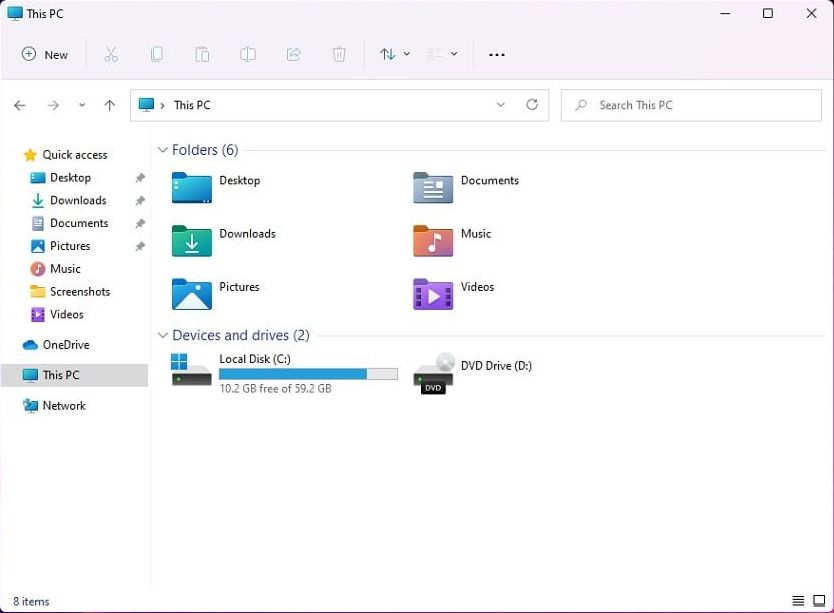 This PC
New
This PC
Search This PC
Quick access
Desktop
Downloads
Documents
Pictures
Music
Screenshots
Videos
OneDrive
This PC
Network
Folders (6)
Desktop
Documents
Downloads
Music
Pictures
Videos
Devices and drives (2)
Local Disk (C:)
10.2 GB free of 59.2 GB
DVD
DVD Drive (D:)
8 items